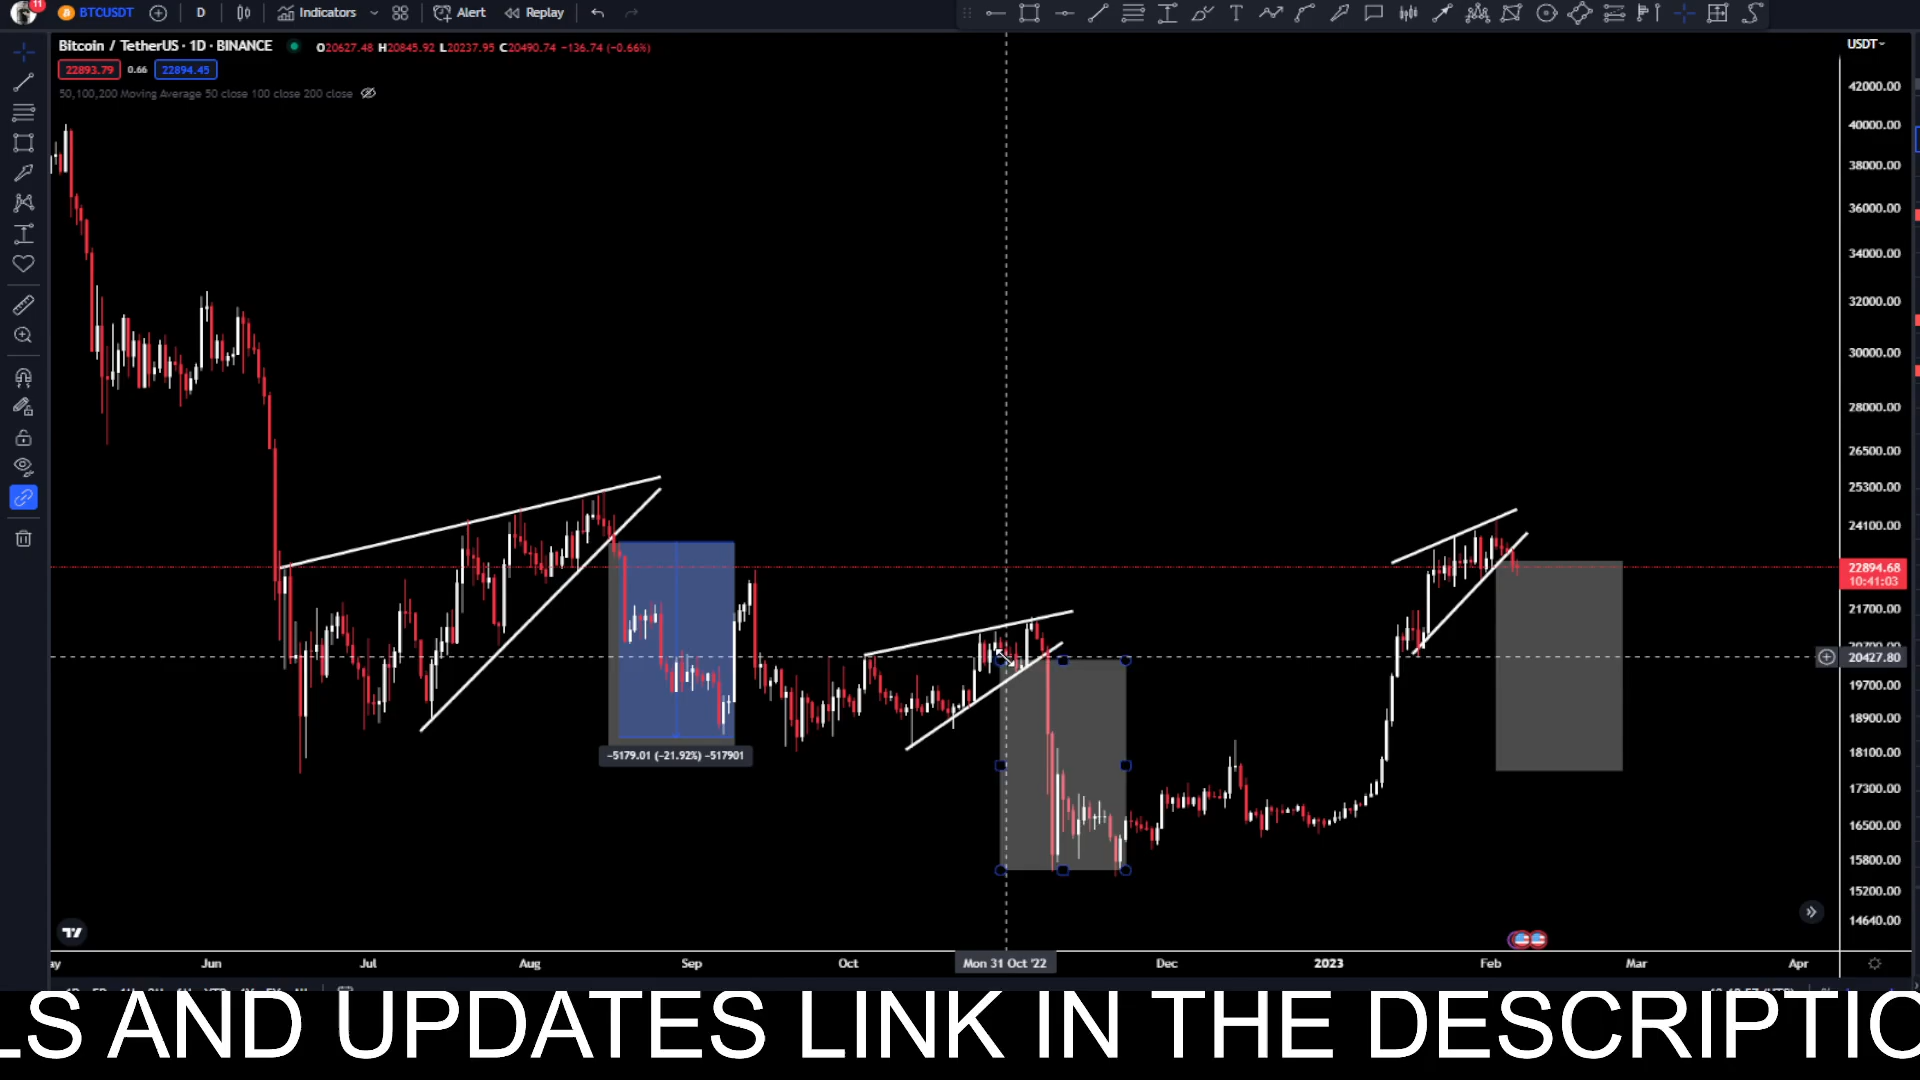 11
BTCUSDT
D
Indicators
Alert
Replay
Bitcoin / TetherUS · 1D · BINANCE
O20627.48 H20845.92 L20237.95 C20490.74 −136.74 (−0.66%)
22893.79 0.66 22894.45
50,100,200 Moving Average 50 close 100 close 200 close
USDT
42000.00
40000.00
38000.00
36000.00
34000.00
32000.00
30000.00
28000.00
26500.00
25300.00
24100.00
22894.68
10:41:03
21700.00
20427.80
19700.00
18900.00
18100.00
17300.00
16500.00
15800.00
15200.00
14640.00
−5179.01 (−21.92%) −517901
ay Jun Jul Aug Sep Oct Mon 31 Oct '22 Dec 2023 Feb Mar Apr
LS AND UPDATES LINK IN THE DESCRIPTIO